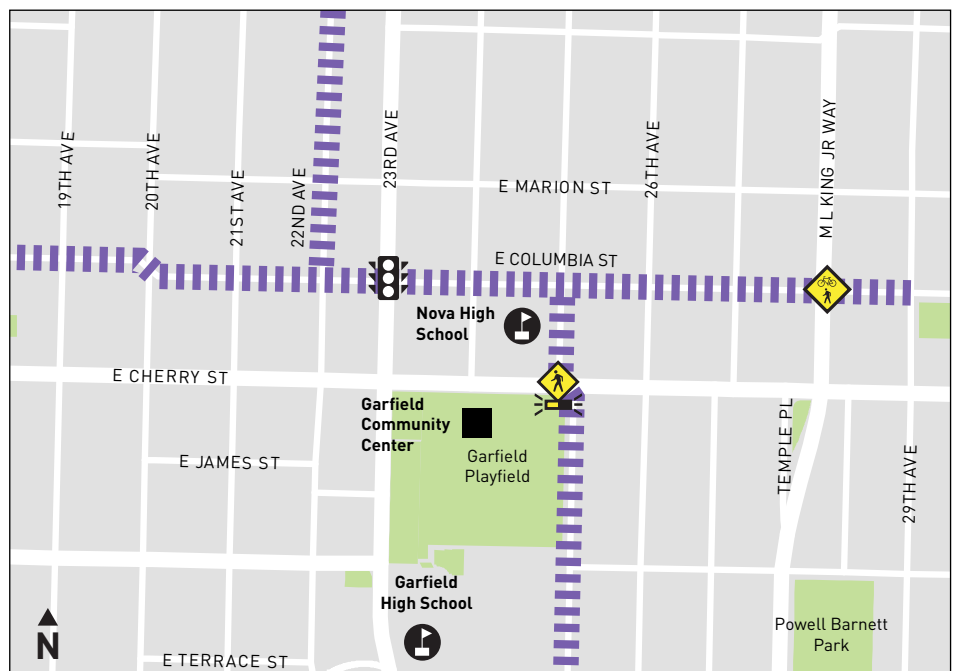 19TH AVE
20TH AVE
21ST AVE
22ND AVE
23RD AVE
26TH AVE
M L KING JR WAY
E MARION ST
E COLUMBIA ST
Nova High
School
E CHERRY ST
Garfield
Community
Center
Garfield
Playfield
E JAMES ST
TEMPLE PL
29TH AVE
Garfield
High School
Powell Barnett
Park
N
E TERRACE ST